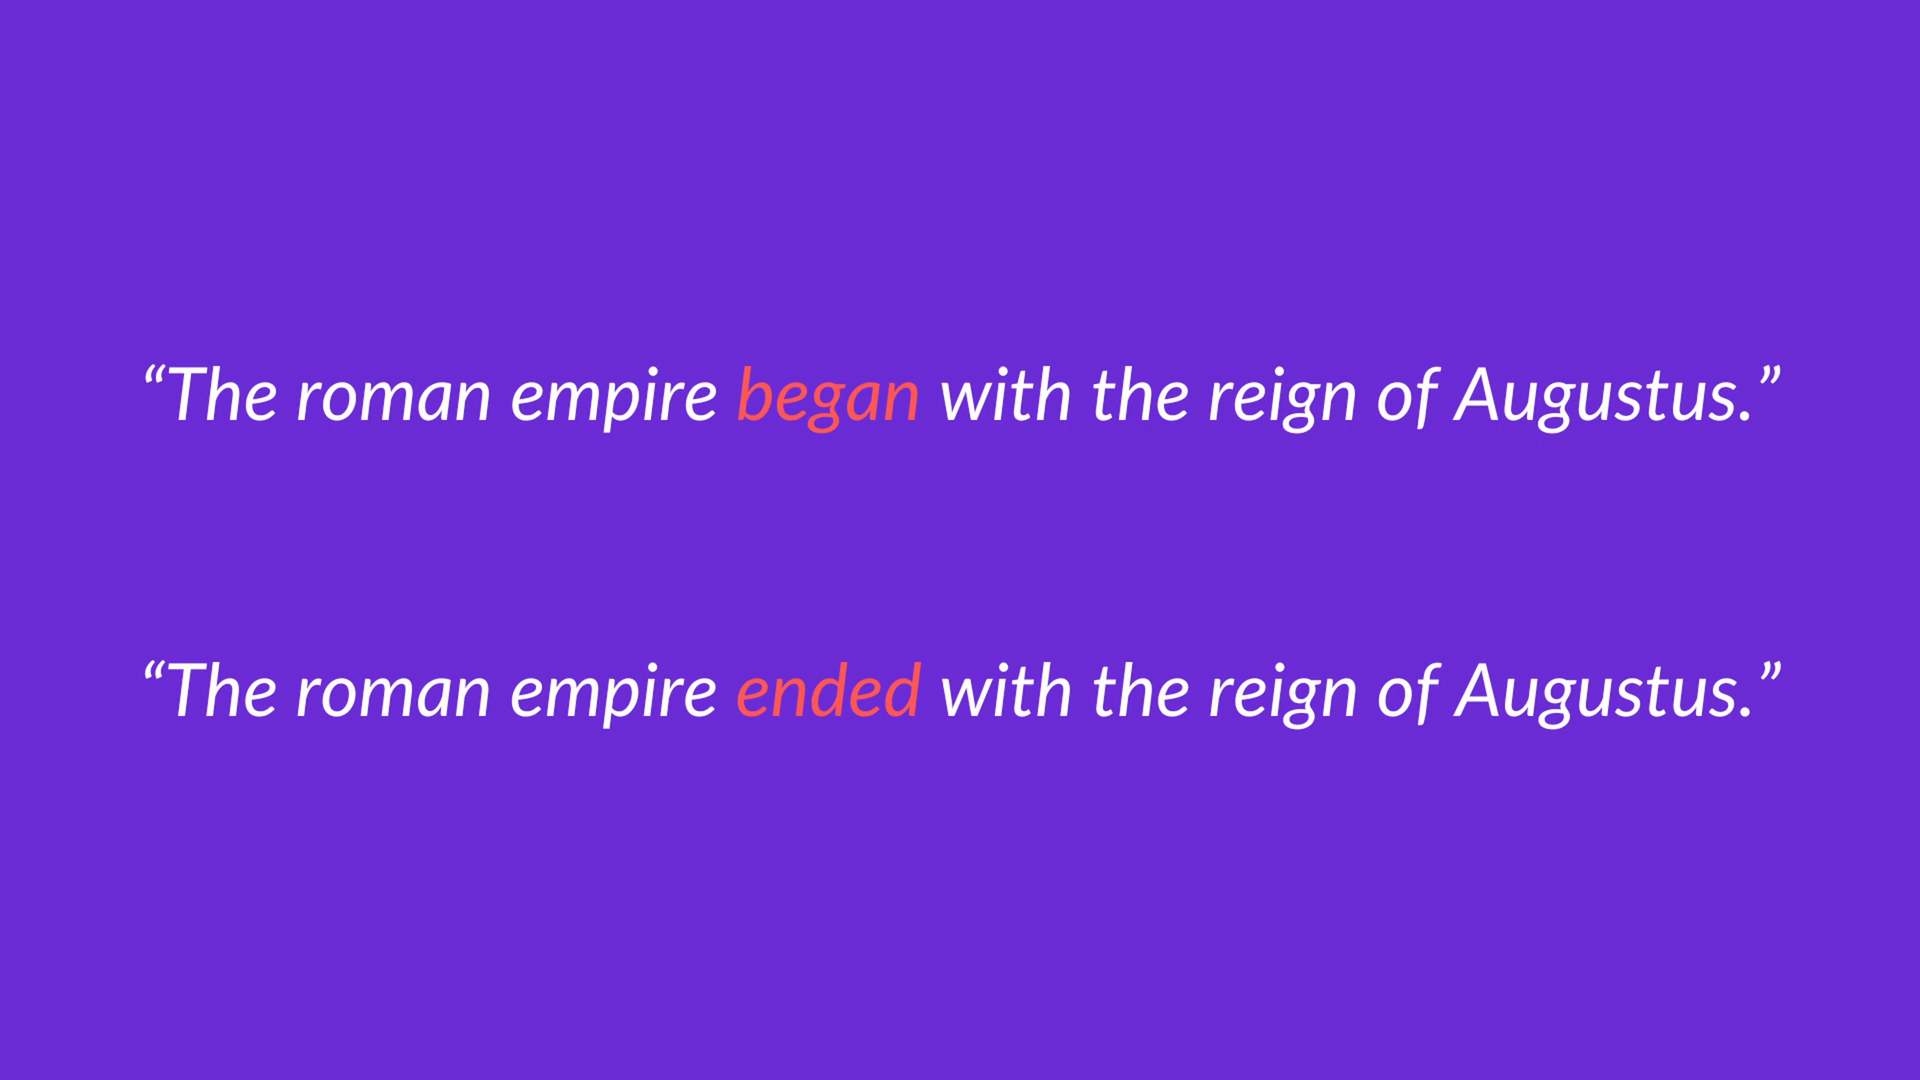 “The roman empire began with the reign of Augustus.”
“The roman empire ended with the reign of Augustus.”